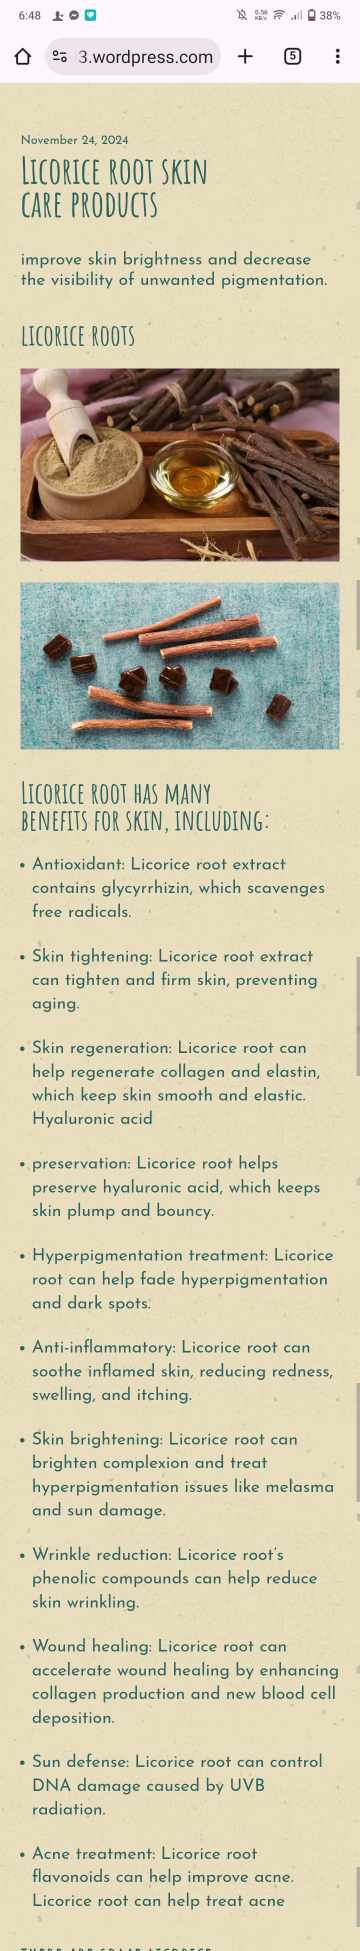 6:48
0.56
KB/s
38%
3.wordpress.com
5
November 24, 2024
Licorice root skin
care products
improve skin brightness and decrease
the visibility of unwanted pigmentation.
Licorice roots
Licorice root has many
benefits for skin, including:
• Antioxidant: Licorice root extract
contains glycyrrhizin, which scavenges
free radicals.
• Skin tightening: Licorice root extract
can tighten and firm skin, preventing
aging.
• Skin regeneration: Licorice root can
help regenerate collagen and elastin,
which keep skin smooth and elastic.
Hyaluronic acid
• preservation: Licorice root helps
preserve hyaluronic acid, which keeps
skin plump and bouncy.
• Hyperpigmentation treatment: Licorice
root can help fade hyperpigmentation
and dark spots.
• Anti-inflammatory: Licorice root can
soothe inflamed skin, reducing redness,
swelling, and itching.
• Skin brightening: Licorice root can
brighten complexion and treat
hyperpigmentation issues like melasma
and sun damage.
• Wrinkle reduction: Licorice root's
phenolic compounds can help reduce
skin wrinkling.
• Wound healing: Licorice root can
accelerate wound healing by enhancing
collagen production and new blood cell
deposition.
• Sun defense: Licorice root can control
DNA damage caused by UVB
radiation.
• Acne treatment: Licorice root
flavonoids can help improve acne.
Licorice root can help treat acne